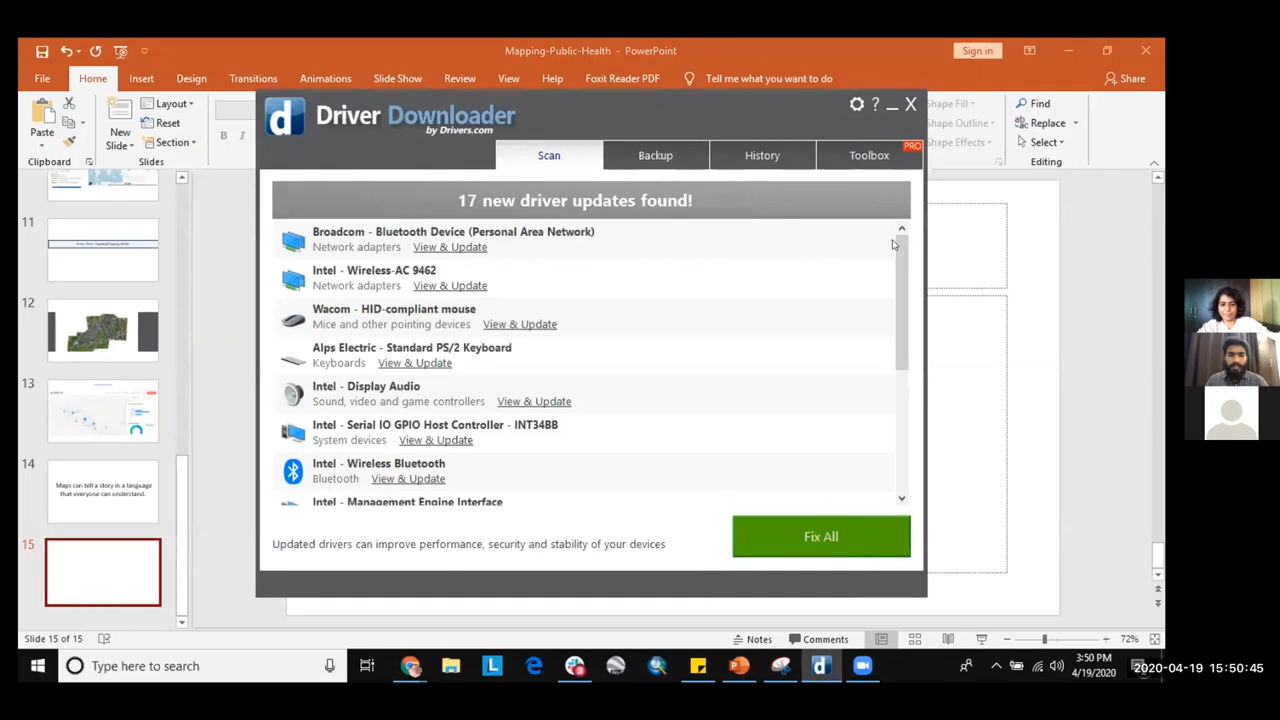 Mapping-Public-Health - PowerPoint
Sign in
File Home Insert Design Transitions Animations Slide Show Review View Help Foxit Reader PDF Tell me what you want to do Share
Paste
New
Slide
Layout
Reset
Section
B I
Clipboard
Slides
Shape Fill
Shape Outline
Shape Effects
Find
Replace
Select
Editing
Driver Downloader
by Drivers.com
? X
Scan Backup History Toolbox PRO
17 new driver updates found!
Broadcom - Bluetooth Device (Personal Area Network)
Network adapters View & Update
Intel - Wireless-AC 9462
Network adapters View & Update
Wacom - HID-compliant mouse
Mice and other pointing devices View & Update
Alps Electric - Standard PS/2 Keyboard
Keyboards View & Update
Intel - Display Audio
Sound, video and game controllers View & Update
Intel - Serial IO GPIO Host Controller - INT34BB
System devices View & Update
Intel - Wireless Bluetooth
Bluetooth View & Update
Intel - Management Engine Interface
Updated drivers can improve performance, security and stability of your devices
Fix All
11
12
13
14
Maps can tell a story in a language
that everyone can understand.
15
Slide 15 of 15
Notes Comments 72%
Type here to search
3:50 PM
4/19/2020
2020-04-19 15:50:45